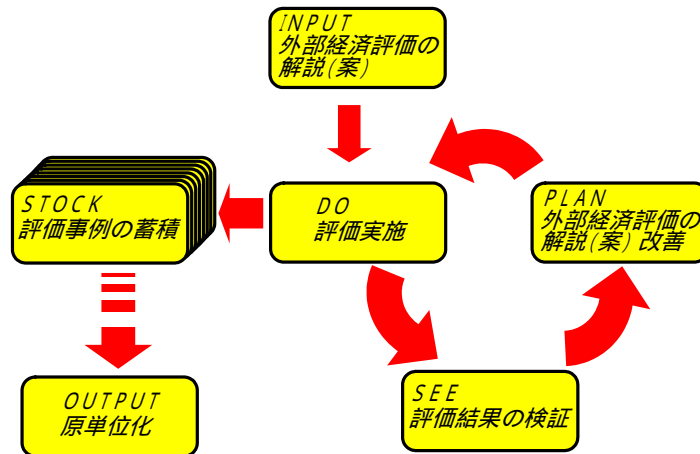 INPUT
外部経済評価の
解説(案)
STOCK
評価事例の蓄積
DO
評価実施
PLAN
外部経済評価の
解説(案)改善
OUTPUT
原単位化
SEE
評価結果の検証